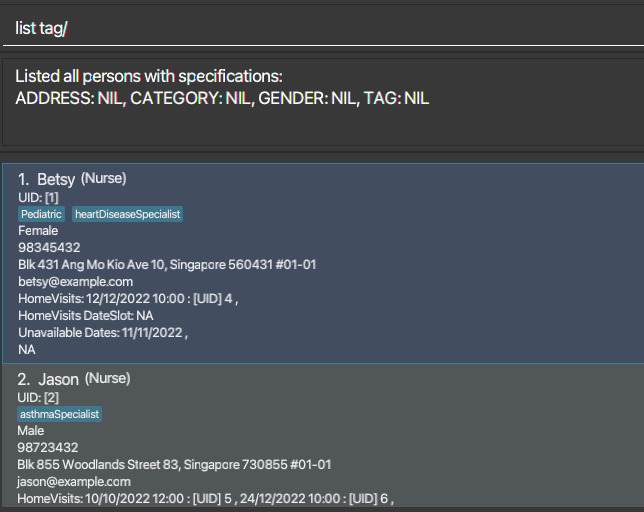 list tag/
Listed all persons with specifications:
ADDRESS: NIL, CATEGORY: NIL, GENDER: NIL, TAG: NIL
1. Betsy (Nurse)
UID: [1]
Pediatric heartDiseaseSpecialist
Female
98345432
Blk 431 Ang Mo Kio Ave 10, Singapore 560431 #01-01
betsy@example.com
HomeVisits: 12/12/2022 10:00 : [UID] 4 ,
HomeVisits DateSlot: NA
Unavailable Dates: 11/11/2022 ,
NA
2. Jason (Nurse)
UID: [2]
asthmaSpecialist
Male
98723432
Blk 855 Woodlands Street 83, Singapore 730855 #01-01
jason@example.com
HomeVisits: 10/10/2022 12:00 : [UID] 5 , 24/12/2022 10:00 : [UID] 6 ,